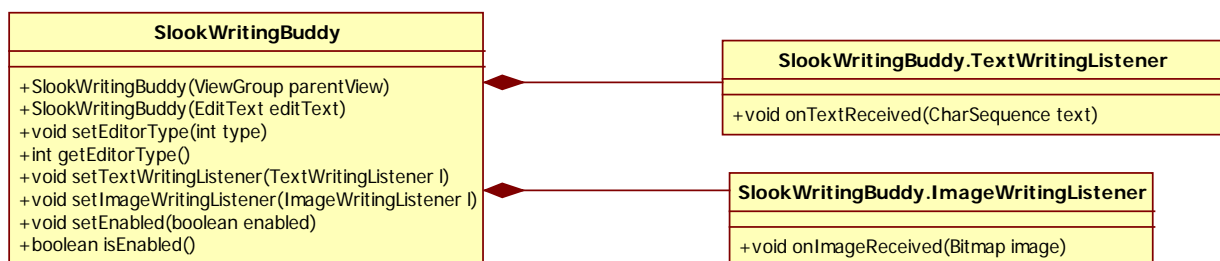 SlookWritingBuddy
+SlookWritingBuddy(ViewGroup parentView)
+SlookWritingBuddy(EditText editText)
+void setEditorType(int type)
+int getEditorType()
+void setTextWritingListener(TextWritingListener l)
+void setImageWritingListener(ImageWritingListener l)
+void setEnabled(boolean enabled)
+boolean isEnabled()
SlookWritingBuddy.TextWritingListener
+void onTextReceived(CharSequence text)
SlookWritingBuddy.ImageWritingListener
+void onImageReceived(Bitmap image)